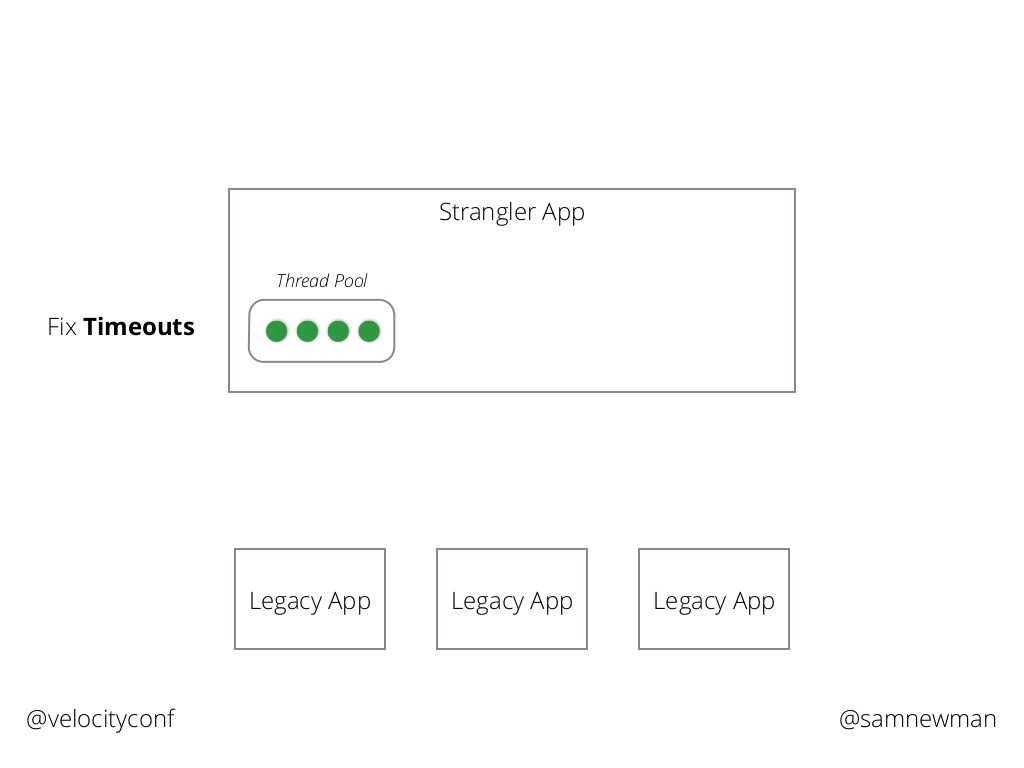 Strangler App
Thread Pool
Fix Timeouts
Legacy App
Legacy App
Legacy App
@velocityconf
@samnewman